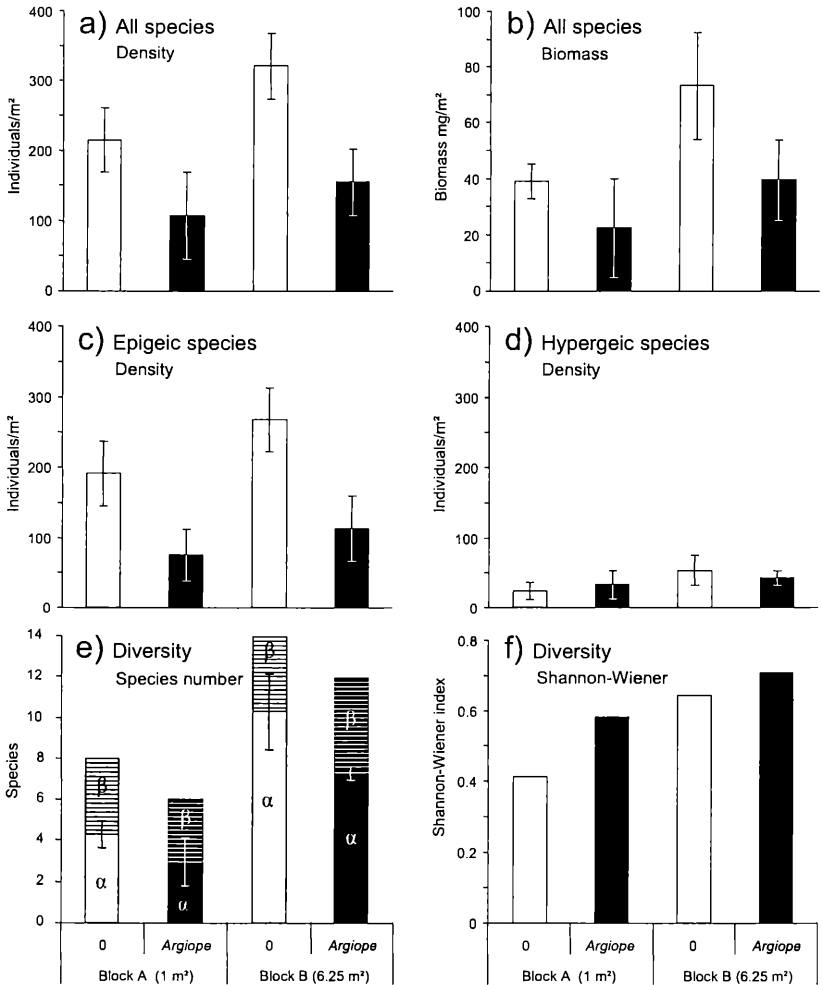 a) All species
Density
Individuals/m²
400
300
200
100
0
b) All species
Biomass
Biomass mg/m²
100
80
60
40
20
0
c) Epigeic species
Density
Individuals/m²
400
300
200
100
0
d) Hypergeic species
Density
Individuals/m²
400
300
200
100
0
e) Diversity
Species number
Species
14
12
10
8
6
4
2
0
β
α
β
α
β
α
β
α
0
Argiope
0
Argiope
Block A (1 m²)
Block B (6.25 m²)
f) Diversity
Shannon-Wiener
Shannon-Wiener index
0.8
0.6
0.4
0.2
0
0
Argiope
0
Argiope
Block A (1 m²)
Block B (6.25 m²)